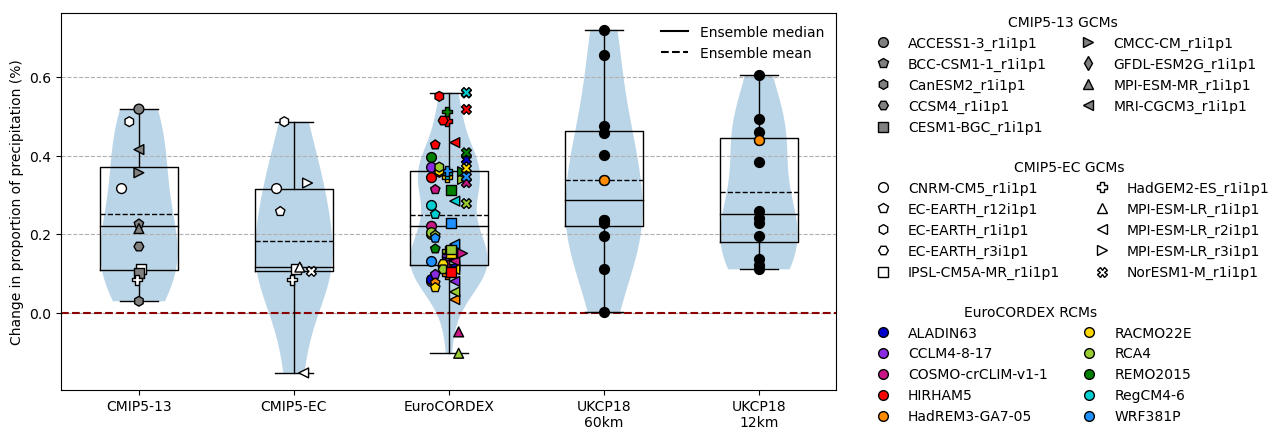 Change in proportion of precipitation (%)
0.6
0.4
0.2
0.0
Ensemble median
Ensemble mean
CMIP5-13
CMIP5-EC
EuroCORDEX
UKCP18
60km
UKCP18
12km
CMIP5-13 GCMs
ACCESS1-3_r1i1p1
BCC-CSM1-1_r1i1p1
CanESM2_r1i1p1
CCSM4_r1i1p1
CESM1-BGC_r1i1p1
CMCC-CM_r1i1p1
GFDL-ESM2G_r1i1p1
MPI-ESM-MR_r1i1p1
MRI-CGCM3_r1i1p1
CMIP5-EC GCMs
CNRM-CM5_r1i1p1
EC-EARTH_r12i1p1
EC-EARTH_r1i1p1
EC-EARTH_r3i1p1
IPSL-CM5A-MR_r1i1p1
HadGEM2-ES_r1i1p1
MPI-ESM-LR_r1i1p1
MPI-ESM-LR_r2i1p1
MPI-ESM-LR_r3i1p1
NorESM1-M_r1i1p1
EuroCORDEX RCMs
ALADIN63
CCLM4-8-17
COSMO-crCLIM-v1-1
HIRHAM5
HadREM3-GA7-05
RACMO22E
RCA4
REMO2015
RegCM4-6
WRF381P